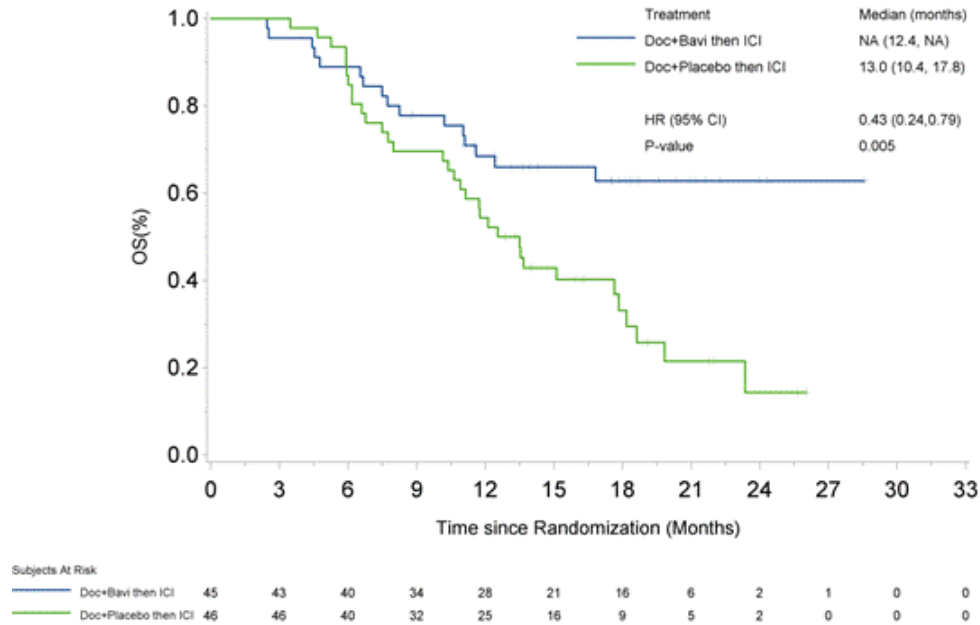 Treatment Median (months)
Doc+Bavi then ICI NA (12.4, NA)
Doc+Placebo then ICI 13.0 (10.4, 17.8)
HR (95% CI) 0.43 (0.24,0.79)
P-value 0.005
1.0
0.8
0.6
0.4
0.2
0.0
OS(%)
0 3 6 9 12 15 18 21 24 27 30 33
Time since Randomization (Months)
Subjects At Risk
Doc+Bavi then ICI 45 43 40 34 28 21 16 6 2 1 0 0
Doc+Placebo then ICI 46 46 40 32 25 16 9 5 2 0 0 0